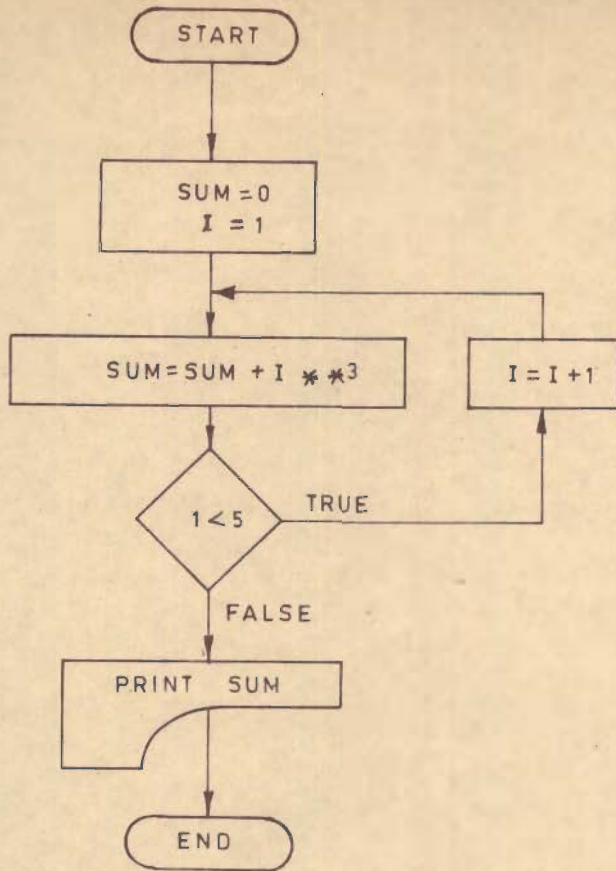 START
SUM=0
I = 1
SUM=SUM + I **3
I=I+1
1<5
TRUE
FALSE
PRINT SUM
END